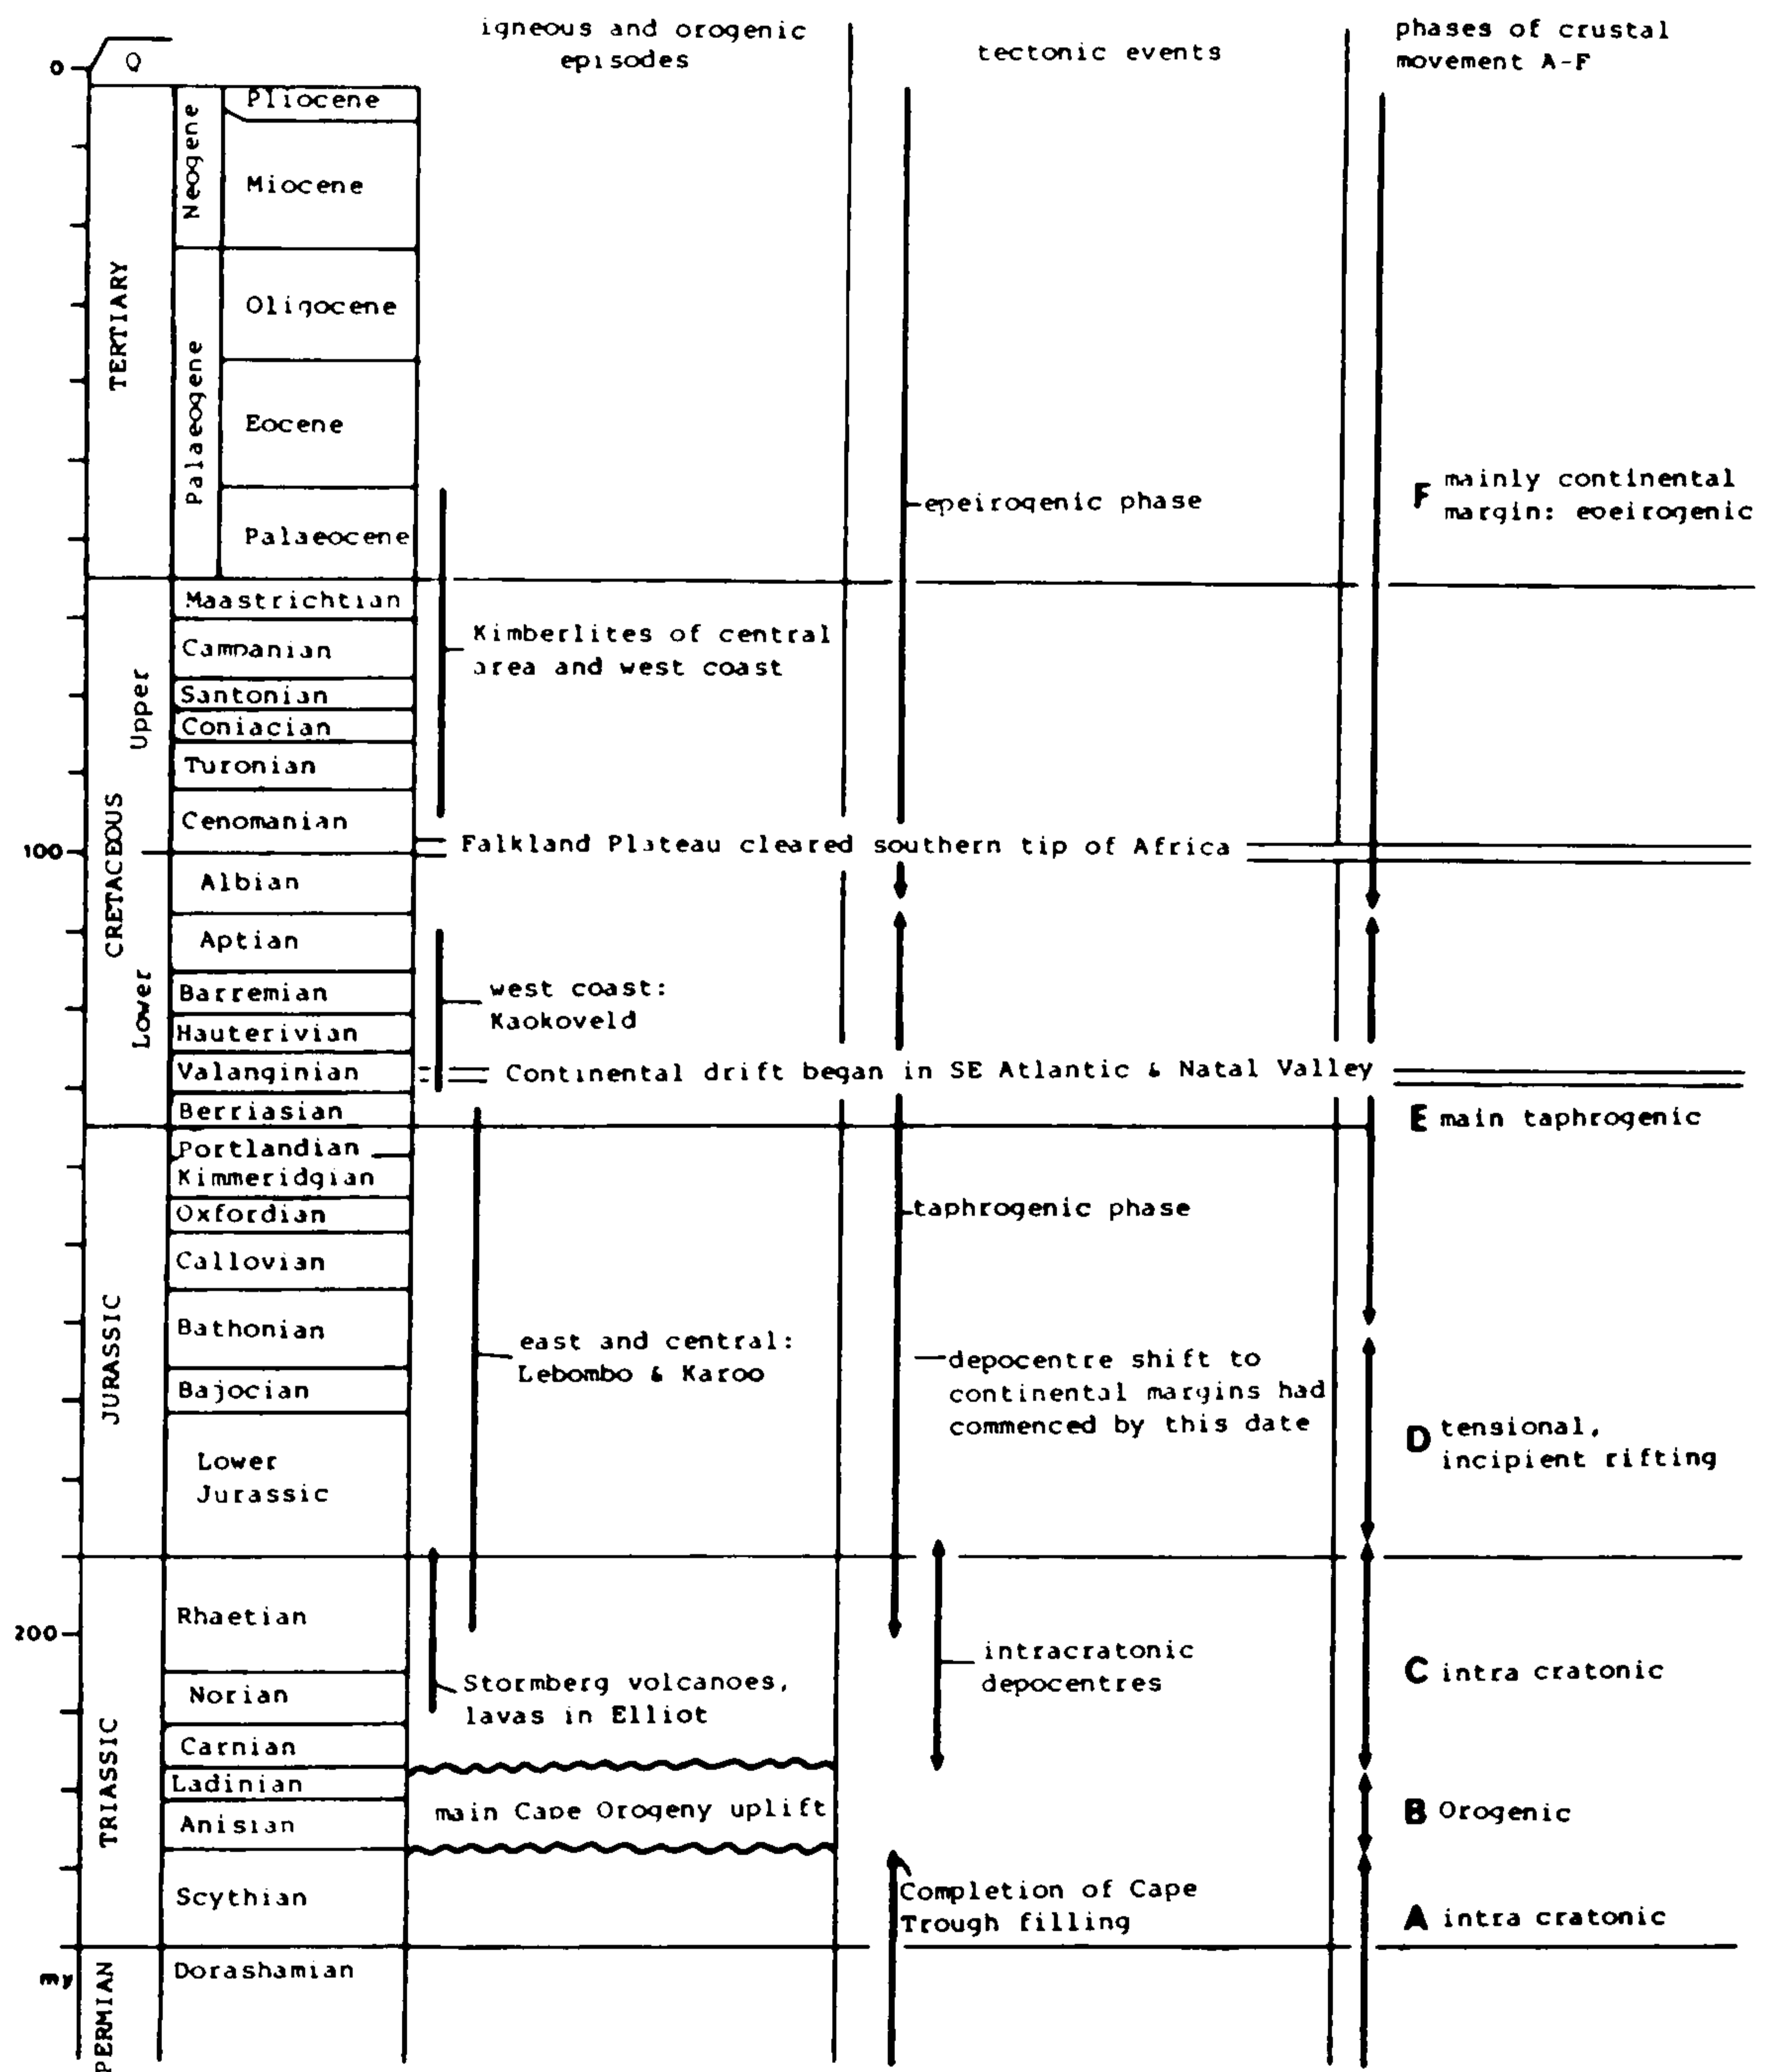 igneous and orogenic
episodes
tectonic events
phases of crustal
movement A-F
0
Q
TERTIARY
Neogene
Palaeogene
Pliocene
Miocene
Oligocene
Eocene
Palaeocene
epeirogenic phase
F mainly continental
margin: epeirogenic
CRETACEOUS
Upper
Lower
Maastrichtian
Campanian
Santonian
Coniacian
Turonian
Cenomanian
Kimberlites of central
area and west coast
100
Falkland Plateau cleared southern tip of Africa
Albian
Aptian
Barremian
Hauterivian
Valanginian
Berriasian
west coast:
Kaokoveld
Continental drift began in SE Atlantic & Natal Valley
E main taphrogenic
JURASSIC
Portlandian
Kimmeridgian
Oxfordian
Callovian
Bathonian
Bajocian
Lower
Jurassic
taphrogenic phase
east and central:
Lebombo & Karoo
depocentre shift to
continental margins had
commenced by this date
D tensional,
incipient rifting
200
TRIASSIC
Rhaetian
Norian
Carnian
Ladinian
Anisian
Scythian
Stormberg volcanoes,
lavas in Elliot
intracratonic
depocentres
C intra cratonic
main Cape Orogeny uplift
B Orogenic
Completion of Cape
Trough filling
A intra cratonic
my
PERMIAN
Dorashamian